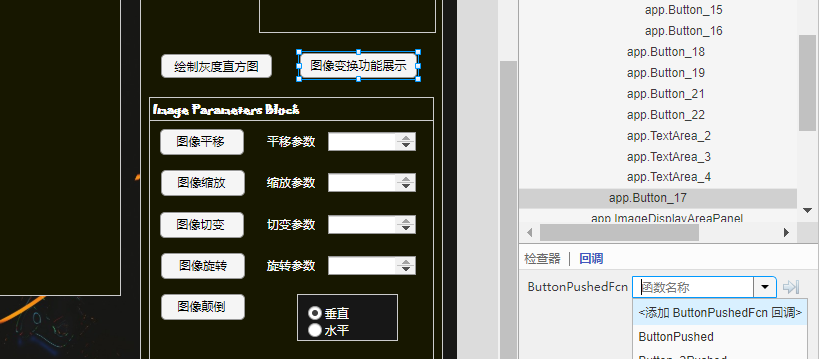 绘制灰度直方图
图像变换功能展示
Image Parameters Block
图像平移
平移参数
图像缩放
缩放参数
图像切变
切变参数
图像旋转
旋转参数
图像颠倒
垂直
水平
app.Button_15
app.Button_16
app.Button_18
app.Button_19
app.Button_21
app.Button_22
app.TextArea_2
app.TextArea_3
app.TextArea_4
app.Button_17
app.ImageDisplayAreaPanel
检查器
回调
ButtonPushedFcn
函数名称
<添加 ButtonPushedFcn 回调>
ButtonPushed
Button_2Pushed